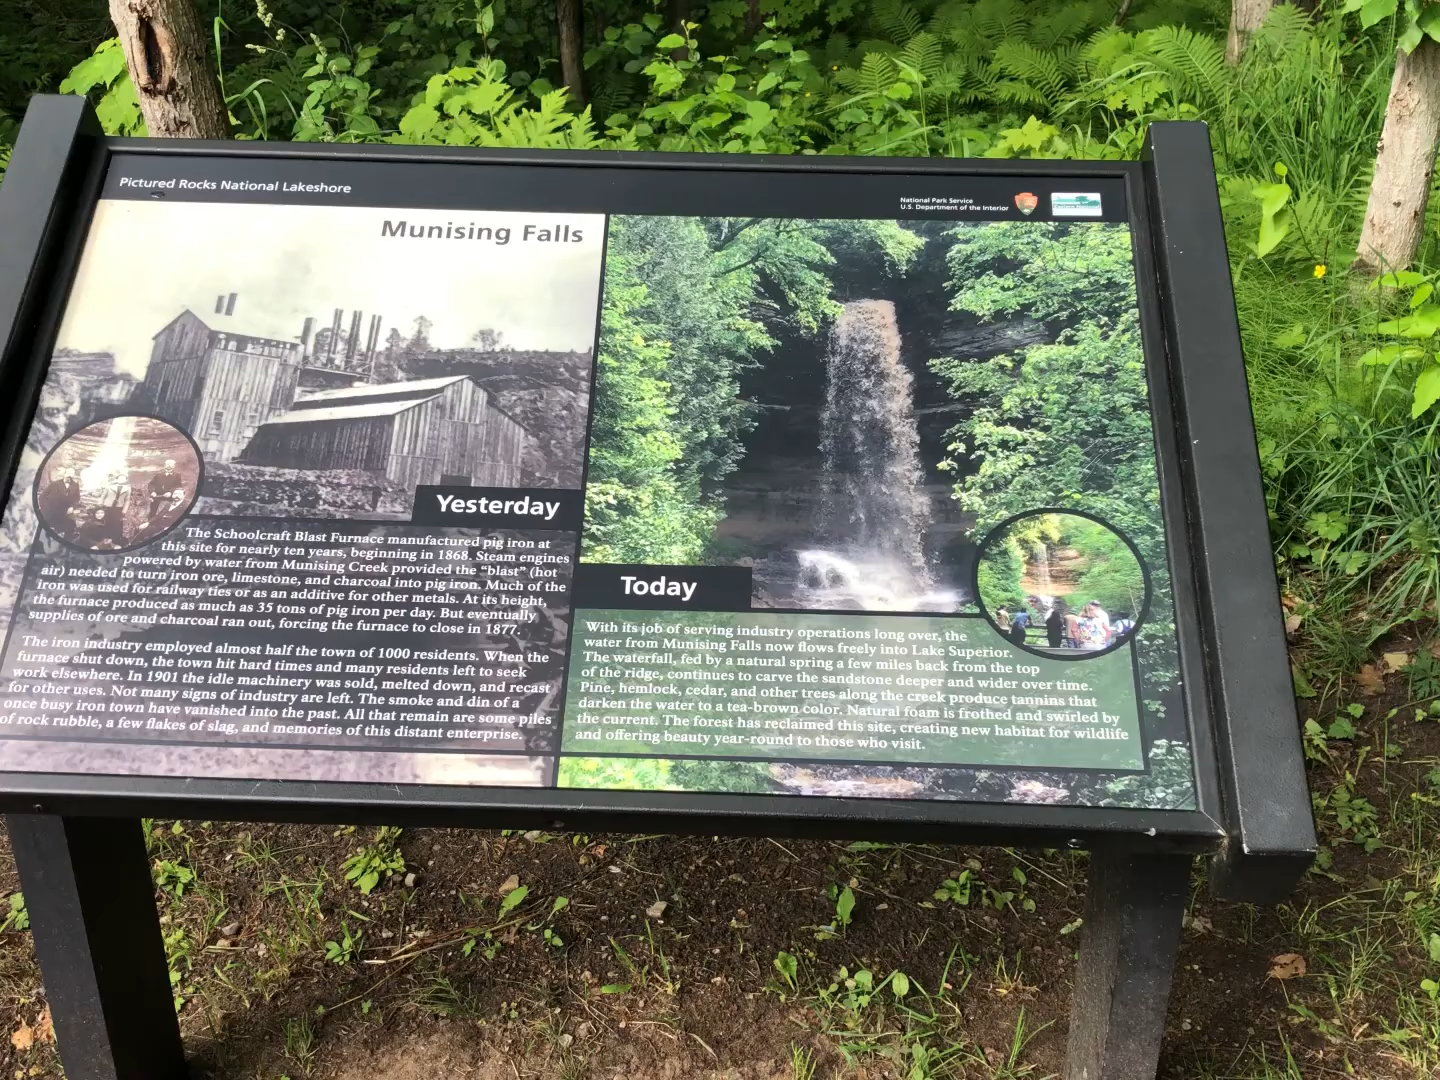 Pictured Rocks National Lakeshore
National Park Service
U.S. Department of the Interior
Munising Falls
Yesterday
The Schoolcraft Blast Furnace manufactured pig iron at
this site for nearly ten years, beginning in 1868. Steam engines
powered by water from Munising Creek provided the “blast” (hot
air) needed to turn iron ore, limestone, and charcoal into pig iron. Much of the
iron was used for railway ties or as an additive for other metals. At its height,
the furnace produced as much as 35 tons of pig iron per day. But eventually
supplies of ore and charcoal ran out, forcing the furnace to close in 1877.
The iron industry employed almost half the town of 1000 residents. When the
furnace shut down, the town hit hard times and many residents left to seek
work elsewhere. In 1901 the idle machinery was sold, melted down, and recast
for other uses. Not many signs of industry are left. The smoke and din of a
once busy iron town have vanished into the past. All that remain are some piles
of rock rubble, a few flakes of slag, and memories of this distant enterprise.
Today
With its job of serving industry operations long over, the
water from Munising Falls now flows freely into Lake Superior.
The waterfall, fed by a natural spring a few miles back from the top
of the ridge, continues to carve the sandstone deeper and wider over time.
Pine, hemlock, cedar, and other trees along the creek produce tannins that
darken the water to a tea-brown color. Natural foam is frothed and swirled by
the current. The forest has reclaimed this site, creating new habitat for wildlife
and offering beauty year-round to those who visit.